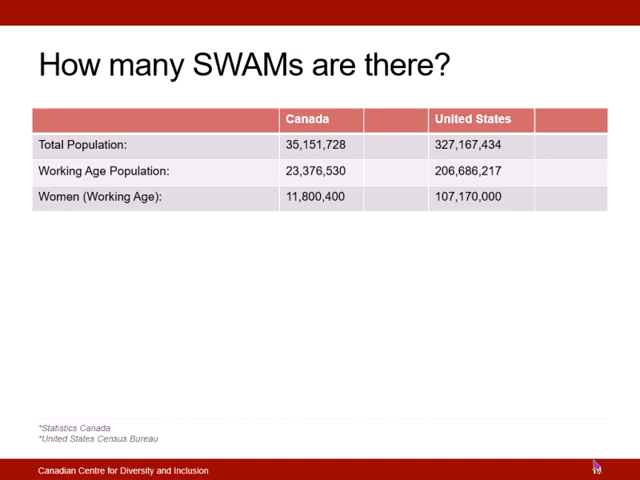 How many SWAMs are there?
Canada United States
Total Population: 35,151,728 327,167,434
Working Age Population: 23,376,530 206,686,217
Women (Working Age): 11,800,400 107,170,000
*Statistics Canada
*United States Census Bureau
Canadian Centre for Diversity and Inclusion